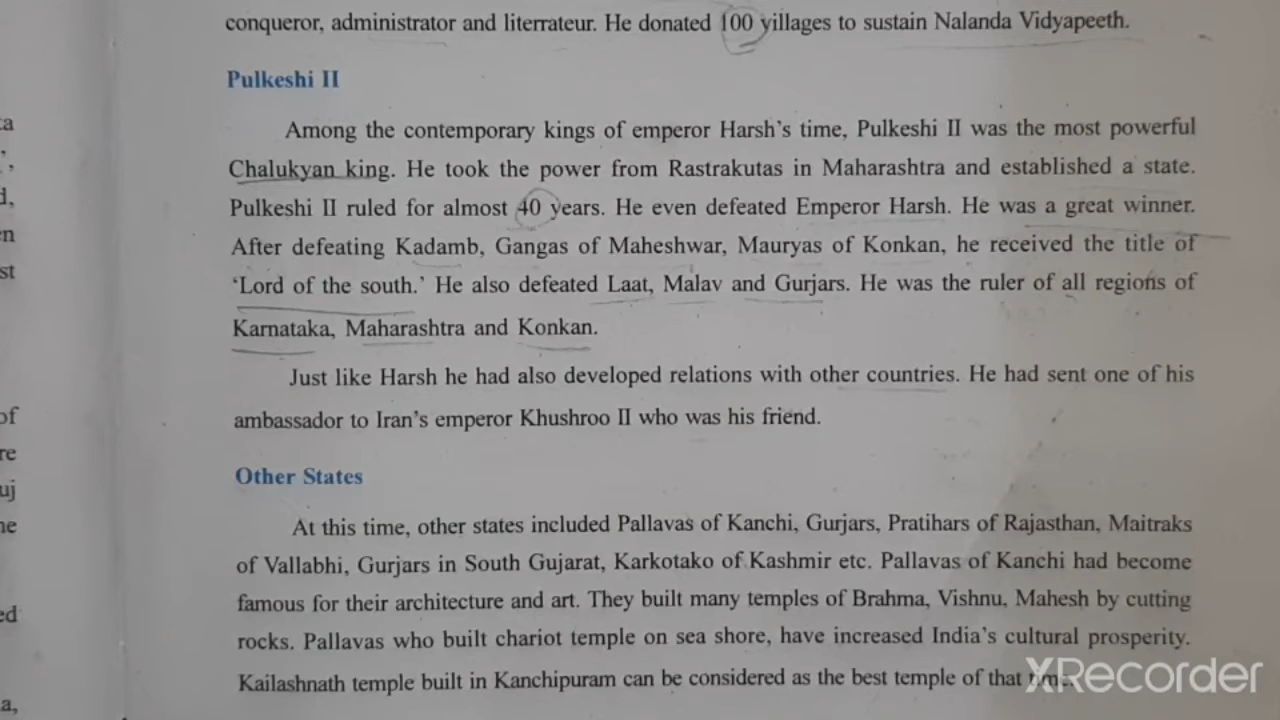 conqueror, administrator and literrateur. He donated 100 villages to sustain Nalanda Vidyapeeth.
Pulkeshi II
Among the contemporary kings of emperor Harsh's time, Pulkeshi II was the most powerful
Chalukyan king. He took the power from Rastrakutas in Maharashtra and established a state.
Pulkeshi II ruled for almost 40 years. He even defeated Emperor Harsh. He was a great winner.
After defeating Kadamb, Gangas of Maheshwar, Mauryas of Konkan, he received the title of
'Lord of the south.' He also defeated Laat, Malav and Gurjars. He was the ruler of all regions of
Karnataka, Maharashtra and Konkan.
Just like Harsh he had also developed relations with other countries. He had sent one of his
ambassador to Iran's emperor Khushroo II who was his friend.
Other States
At this time, other states included Pallavas of Kanchi, Gurjars, Pratihars of Rajasthan, Maitraks
of Vallabhi, Gurjars in South Gujarat, Karkotako of Kashmir etc. Pallavas of Kanchi had become
famous for their architecture and art. They built many temples of Brahma, Vishnu, Mahesh by cutting
rocks. Pallavas who built chariot temple on sea shore, have increased India's cultural prosperity.
Kailashnath temple built in Kanchipuram can be considered as the best temple of that
XRecorder